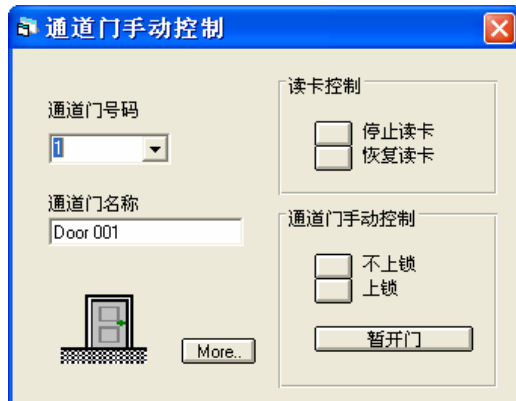 通道门手动控制
通道门号码
1
通道门名称
Door 001
More..
读卡控制
停止读卡
恢复读卡
通道门手动控制
不上锁
上锁
暂开门